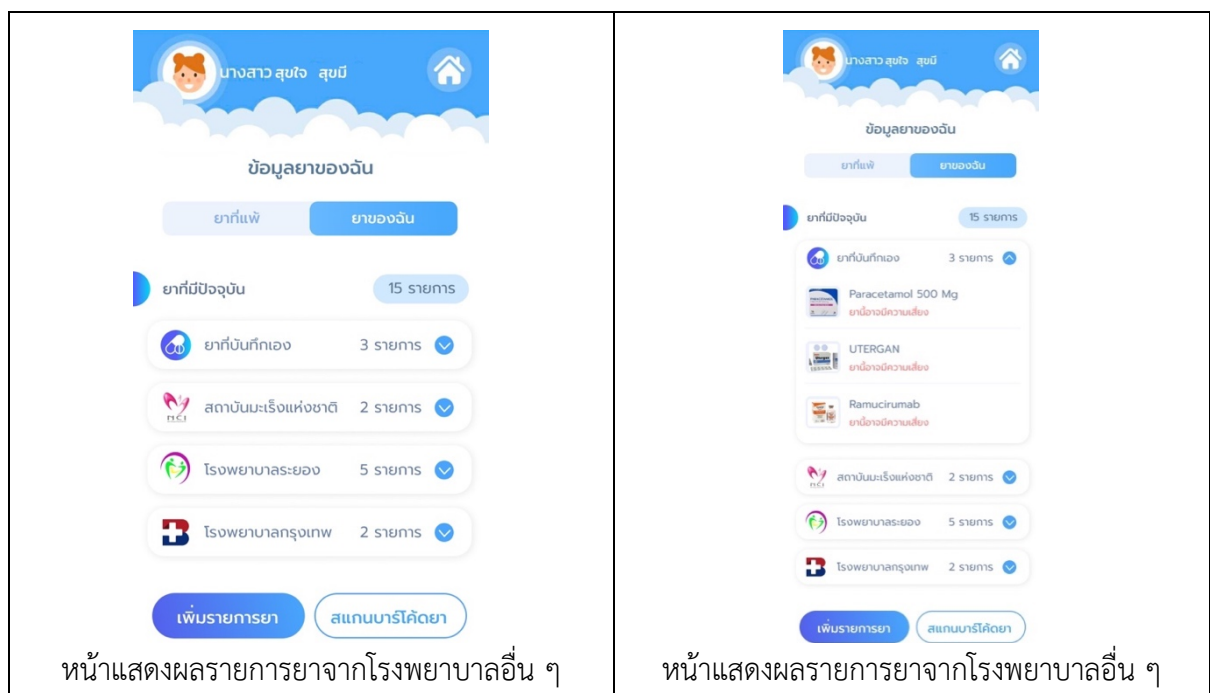 นางสาว สุขใจ สุขมี
ข้อมูลยาของฉัน
ยาที่แพ้
ยาของฉัน
ยาที่มีปัจจุบัน
15 รายการ
ยาที่บันทึกเอง
3 รายการ
nci
สถาบันมะเร็งแห่งชาติ
2 รายการ
โรงพยาบาลระยอง
5 รายการ
โรงพยาบาลกรุงเทพ
2 รายการ
เพิ่มรายการยา
สแกนบาร์โค้ดยา
หน้าแสดงผลรายการยาจากโรงพยาบาลอื่น ๆ
นางสาว สุขใจ สุขมี
ข้อมูลยาของฉัน
ยาที่แพ้
ยาของฉัน
ยาที่มีปัจจุบัน
15 รายการ
ยาที่บันทึกเอง
3 รายการ
Paracetamol 500 Mg
ยานี้อาจมีความเสี่ยง
UTERGAN
ยานี้อาจมีความเสี่ยง
Ramucirumab
ยานี้อาจมีความเสี่ยง
nci
สถาบันมะเร็งแห่งชาติ
2 รายการ
โรงพยาบาลระยอง
5 รายการ
โรงพยาบาลกรุงเทพ
2 รายการ
เพิ่มรายการยา
สแกนบาร์โค้ดยา
หน้าแสดงผลรายการยาจากโรงพยาบาลอื่น ๆ